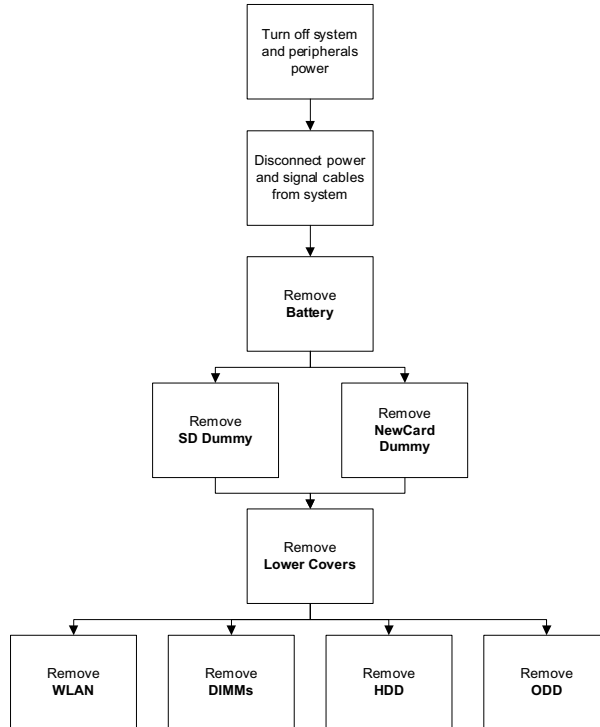 Turn off system
and peripherals
power
Disconnect power
and signal cables
from system
Remove
Battery
Remove
SD Dummy
Remove
NewCard
Dummy
Remove
Lower Covers
Remove
WLAN
Remove
DIMMs
Remove
HDD
Remove
ODD